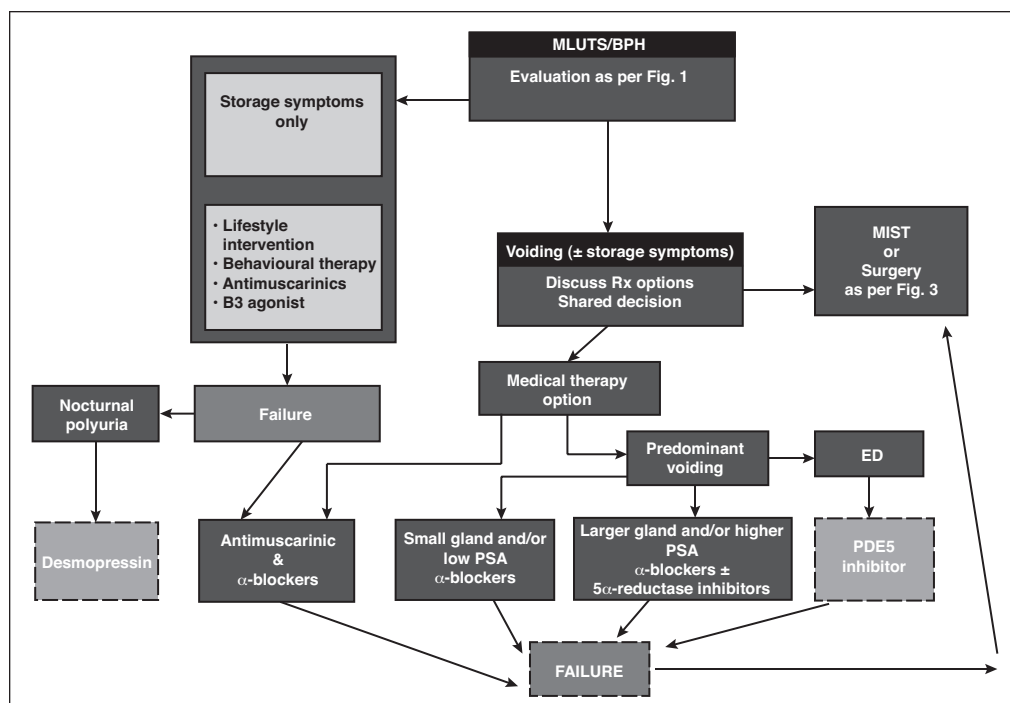 MLUTS/BPH
Evaluation as per Fig. 1
Storage symptoms
only
· Lifestyle
intervention
· Behavioural therapy
· Antimuscarinics
· B3 agonist
Voiding (± storage symptoms)
Discuss Rx options
Shared decision
MIST
or
Surgery
as per Fig. 3
Medical therapy
option
Nocturnal
polyuria
Failure
Predominant
voiding
ED
Desmopressin
Antimuscarinic
&
α-blockers
Small gland and/or
low PSA
α-blockers
Larger gland and/or higher
PSA
α-blockers ±
5α-reductase inhibitors
PDE5
inhibitor
FAILURE